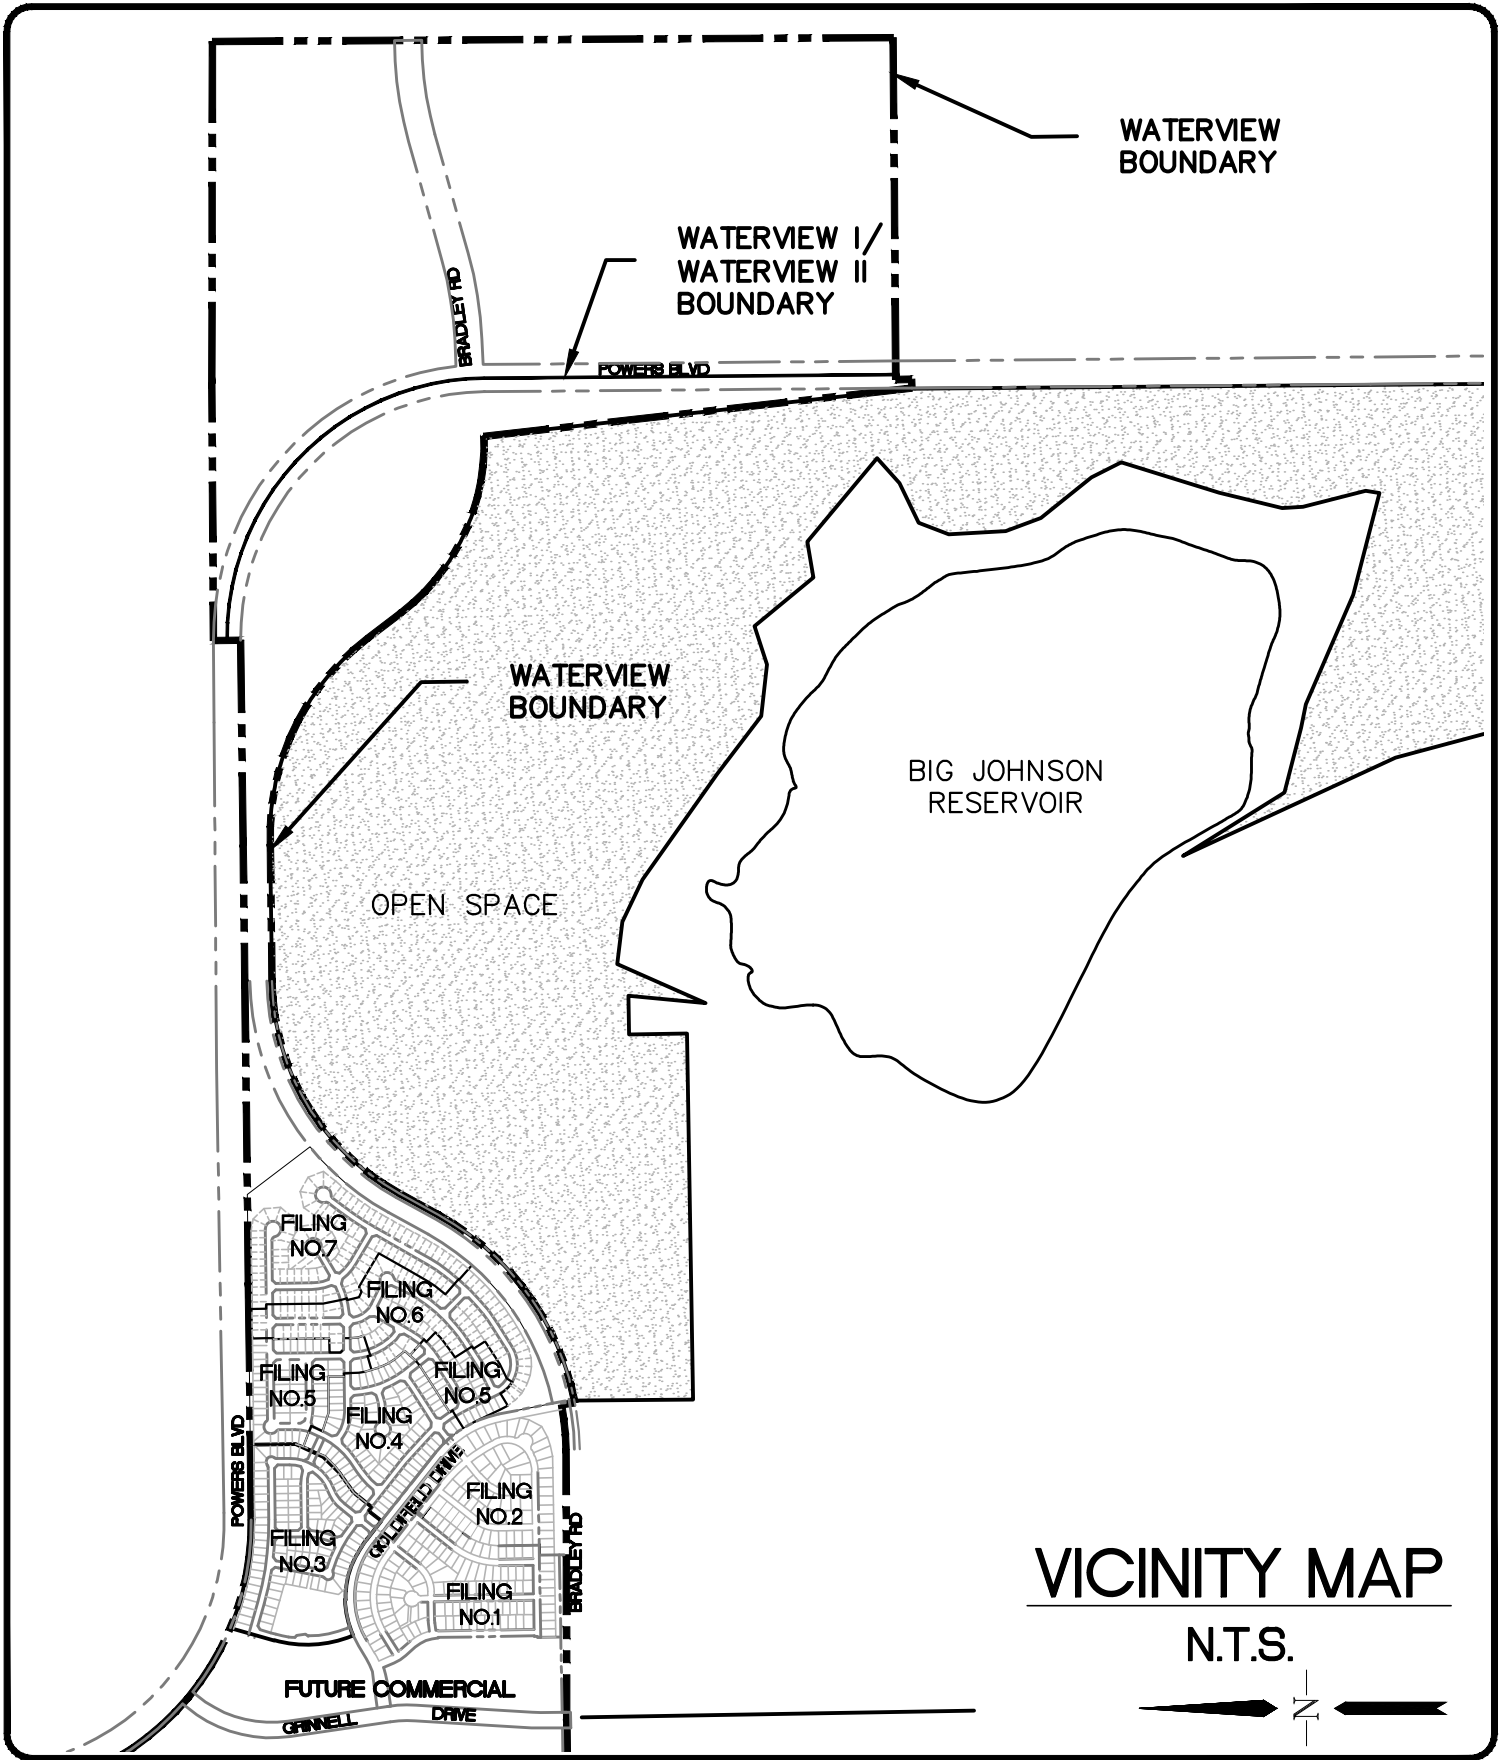 WATERVIEW
BOUNDARY
WATERVIEW I/
WATERVIEW II
BOUNDARY
BRADLEY RD
POWERS BLVD
WATERVIEW
BOUNDARY
BIG JOHNSON
RESERVOIR
OPEN SPACE
FILING
NO.7
FILING
NO.6
FILING
NO.5
FILING
NO.5
FILING
NO.4
POWERS BLVD
GOLDFIELD DRIVE
FILING
NO.2
FILING
NO.3
BRADLEY RD
FILING
NO.1
FUTURE COMMERCIAL
GRINNELL DRIVE
VICINITY MAP
N.T.S.
N